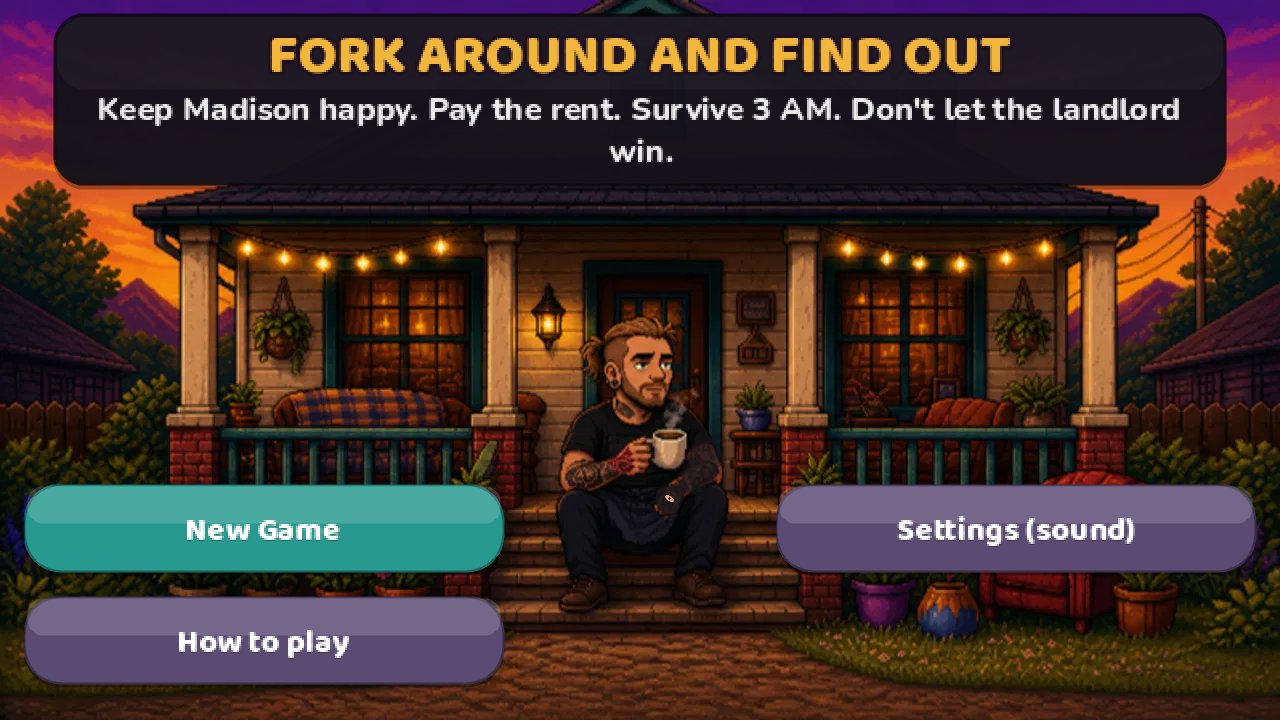 FORK AROUND AND FIND OUT
Keep Madison happy. Pay the rent. Survive 3 AM. Don't let the landlord
win.
New Game
Settings (sound)
How to play